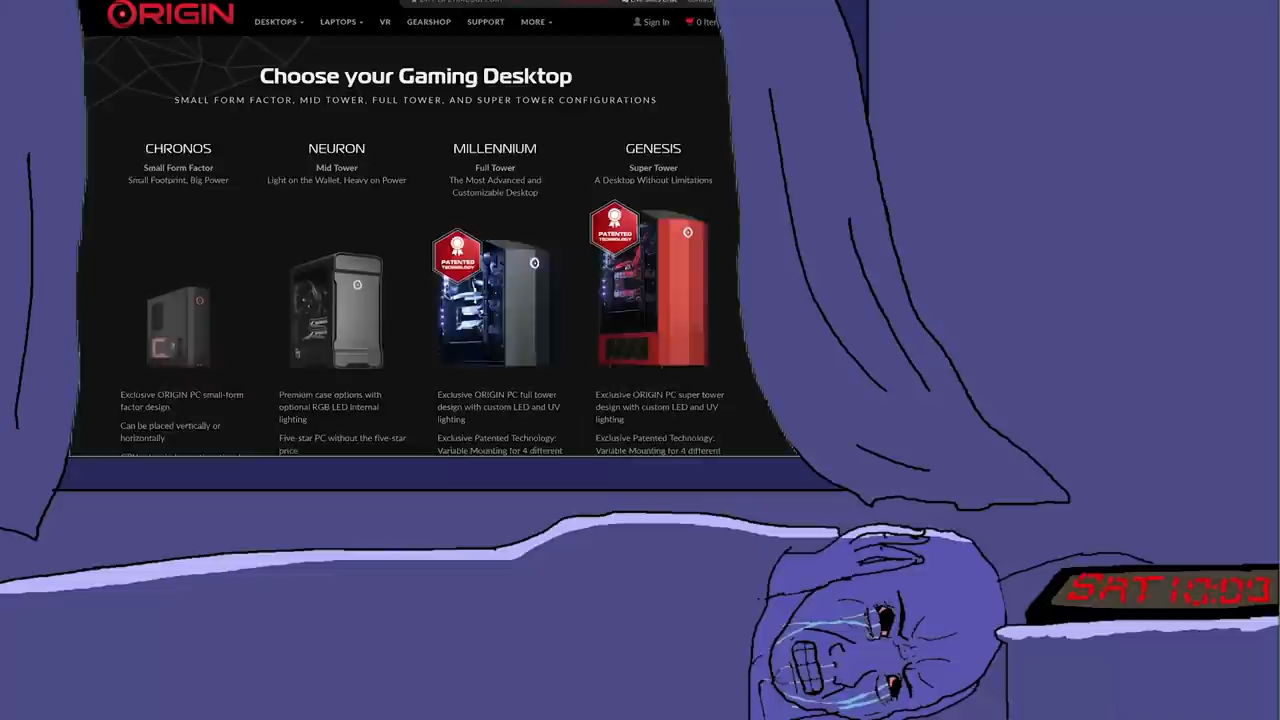 ORIGIN
DESKTOPS LAPTOPS VR GEARSHOP SUPPORT MORE Sign In 0 Iter
Choose your Gaming Desktop
SMALL FORM FACTOR, MID TOWER, FULL TOWER, AND SUPER TOWER CONFIGURATIONS
CHRONOS
Small Form Factor
Small Footprint, Big Power
NEURON
Mid Tower
Light on the Wallet, Heavy on Power
MILLENNIUM
Full Tower
The Most Advanced and
Customizable Desktop
GENESIS
Super Tower
A Desktop Without Limitations
PATENTED
TECHNOLOGY
PATENTED
TECHNOLOGY
Exclusive ORIGIN PC small-form
factor design
Can be placed vertically or
horizontally
Premium case options with
optional RGB LED internal
lighting
Five-star PC without the five-star
price
Exclusive ORIGIN PC full tower
design with custom LED and UV
lighting
Exclusive Patented Technology:
Variable Mounting for 4 different
Exclusive ORIGIN PC super tower
design with custom LED and UV
lighting
Exclusive Patented Technology:
Variable Mounting for 4 different
SAT 10:00